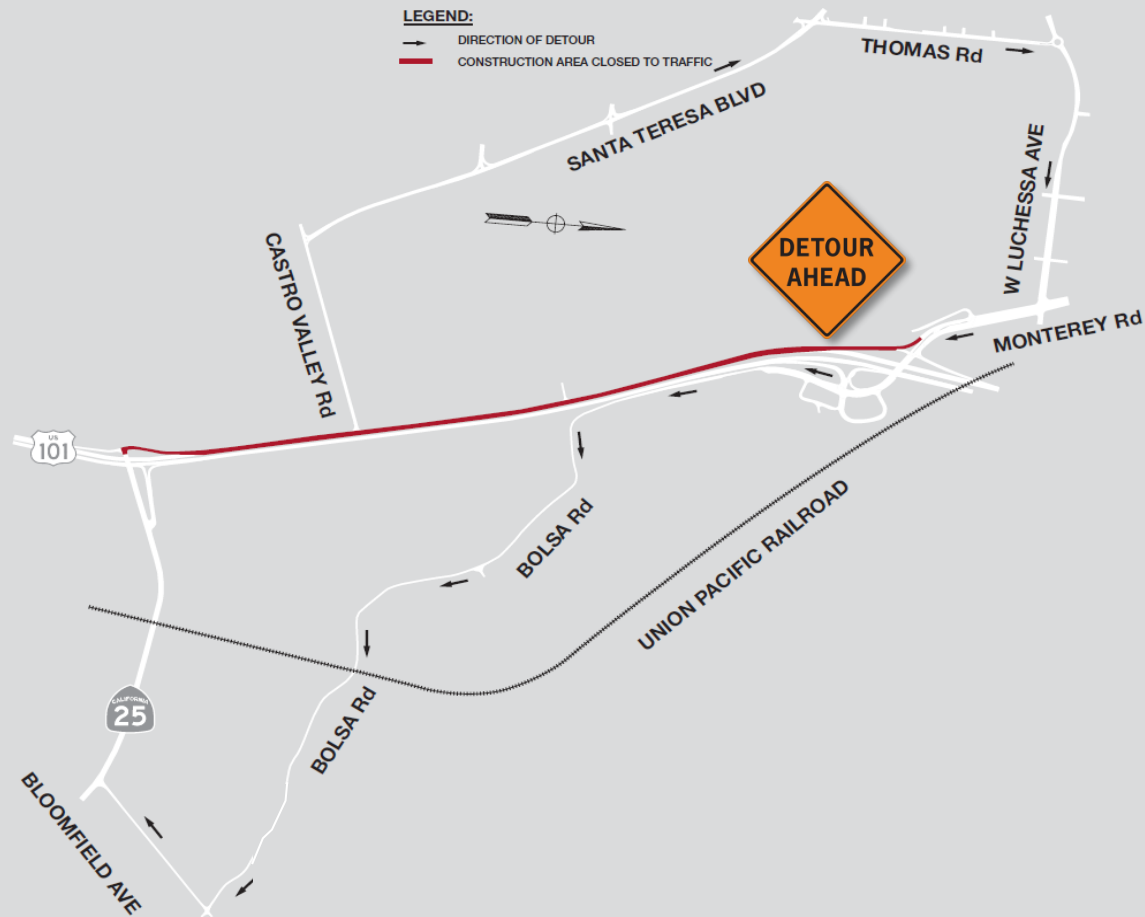 LEGEND:
DIRECTION OF DETOUR
CONSTRUCTION AREA CLOSED TO TRAFFIC
THOMAS Rd
SANTA TERESA BLVD
W LUCHESSA AVE
DETOUR
AHEAD
CASTRO VALLEY Rd
MONTEREY Rd
US
101
BOLSA Rd
UNION PACIFIC RAILROAD
CALIFORNIA
25
BOLSA Rd
BLOOMFIELD AVE